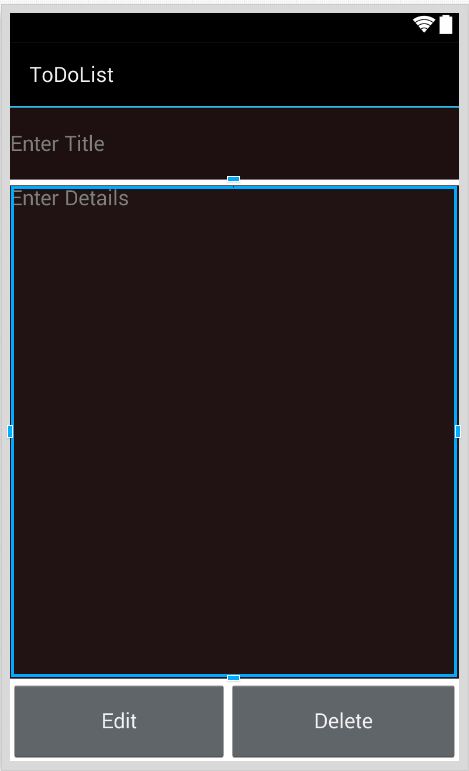 ToDoList
Enter Title
Enter Details
Edit
Delete